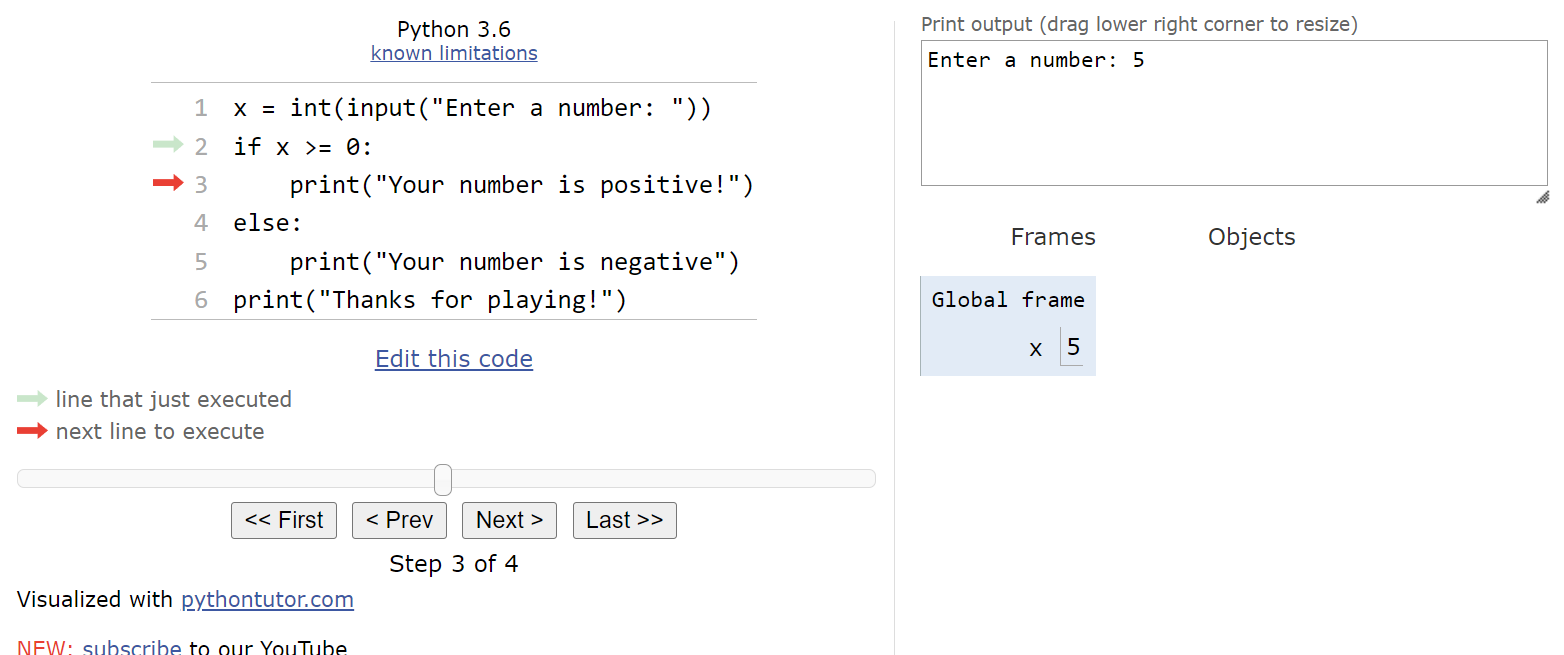 Python 3.6
known limitations
1 x = int(input("Enter a number: "))
2 if x >= 0:
3     print("Your number is positive!")
4 else:
5     print("Your number is negative")
6 print("Thanks for playing!")
Edit this code
line that just executed
next line to execute
<< First < Prev Next > Last >>
Step 3 of 4
Visualized with pythontutor.com
NEW: subscribe to our YouTube
Print output (drag lower right corner to resize)
Enter a number: 5
Frames Objects
Global frame
x 5